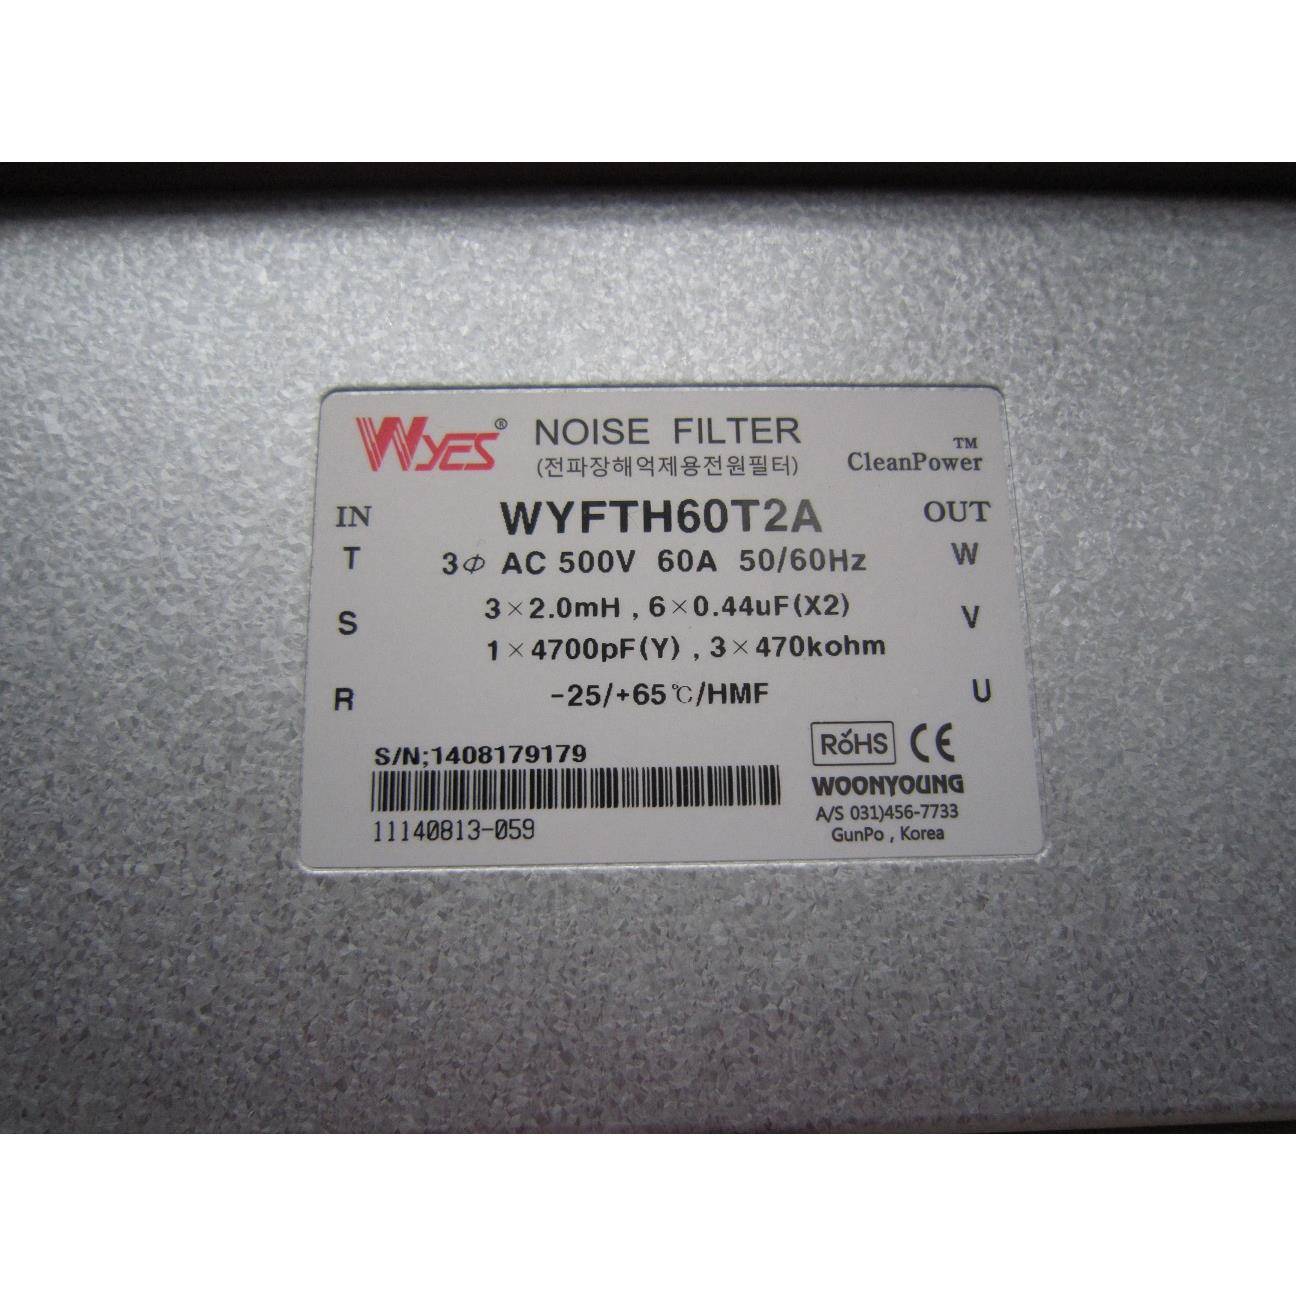 WYES® NOISE FILTER
(전파장해억제용전원필터) CleanPower™
IN WYFTH60T2A OUT
T 3Φ AC 500V 60A 50/60Hz W
S 3×2.0mH , 6×0.44uF(X2) V
1×4700pF(Y) , 3×470kohm
R -25/+65℃/HMF U
S/N;1408179179
RoHS CE
11140813-059
WOONYOUNG
A/S 031)456-7733
GunPo , Korea